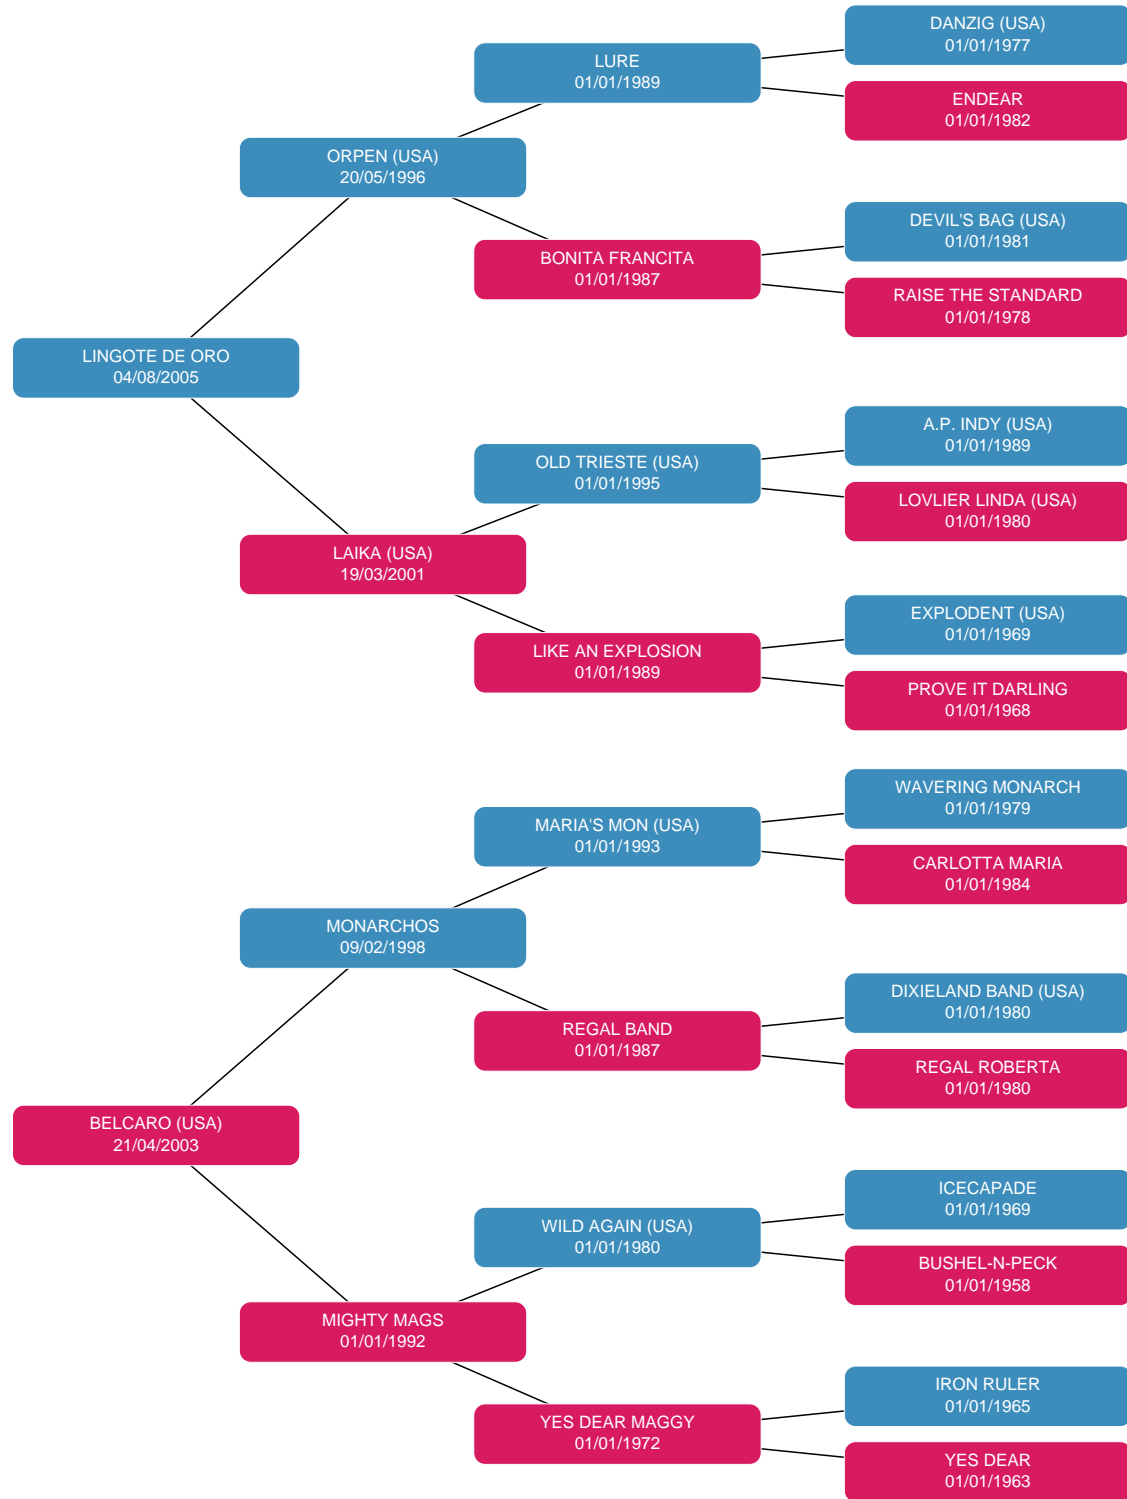 DANZIG (USA)
01/01/1977
LURE
01/01/1989
ENDEAR
01/01/1982
ORPEN (USA)
20/05/1996
DEVIL'S BAG (USA)
01/01/1981
BONITA FRANCITA
01/01/1987
RAISE THE STANDARD
01/01/1978
LINGOTE DE ORO
04/08/2005
A.P. INDY (USA)
01/01/1989
OLD TRIESTE (USA)
01/01/1995
LOVLIER LINDA (USA)
01/01/1980
LAIKA (USA)
19/03/2001
EXPLODENT (USA)
01/01/1969
LIKE AN EXPLOSION
01/01/1989
PROVE IT DARLING
01/01/1968
WAVERING MONARCH
01/01/1979
MARIA'S MON (USA)
01/01/1993
CARLOTTA MARIA
01/01/1984
MONARCHOS
09/02/1998
DIXIELAND BAND (USA)
01/01/1980
REGAL BAND
01/01/1987
REGAL ROBERTA
01/01/1980
BELCARO (USA)
21/04/2003
ICECAPADE
01/01/1969
WILD AGAIN (USA)
01/01/1980
BUSHEL-N-PECK
01/01/1958
MIGHTY MAGS
01/01/1992
IRON RULER
01/01/1965
YES DEAR MAGGY
01/01/1972
YES DEAR
01/01/1963